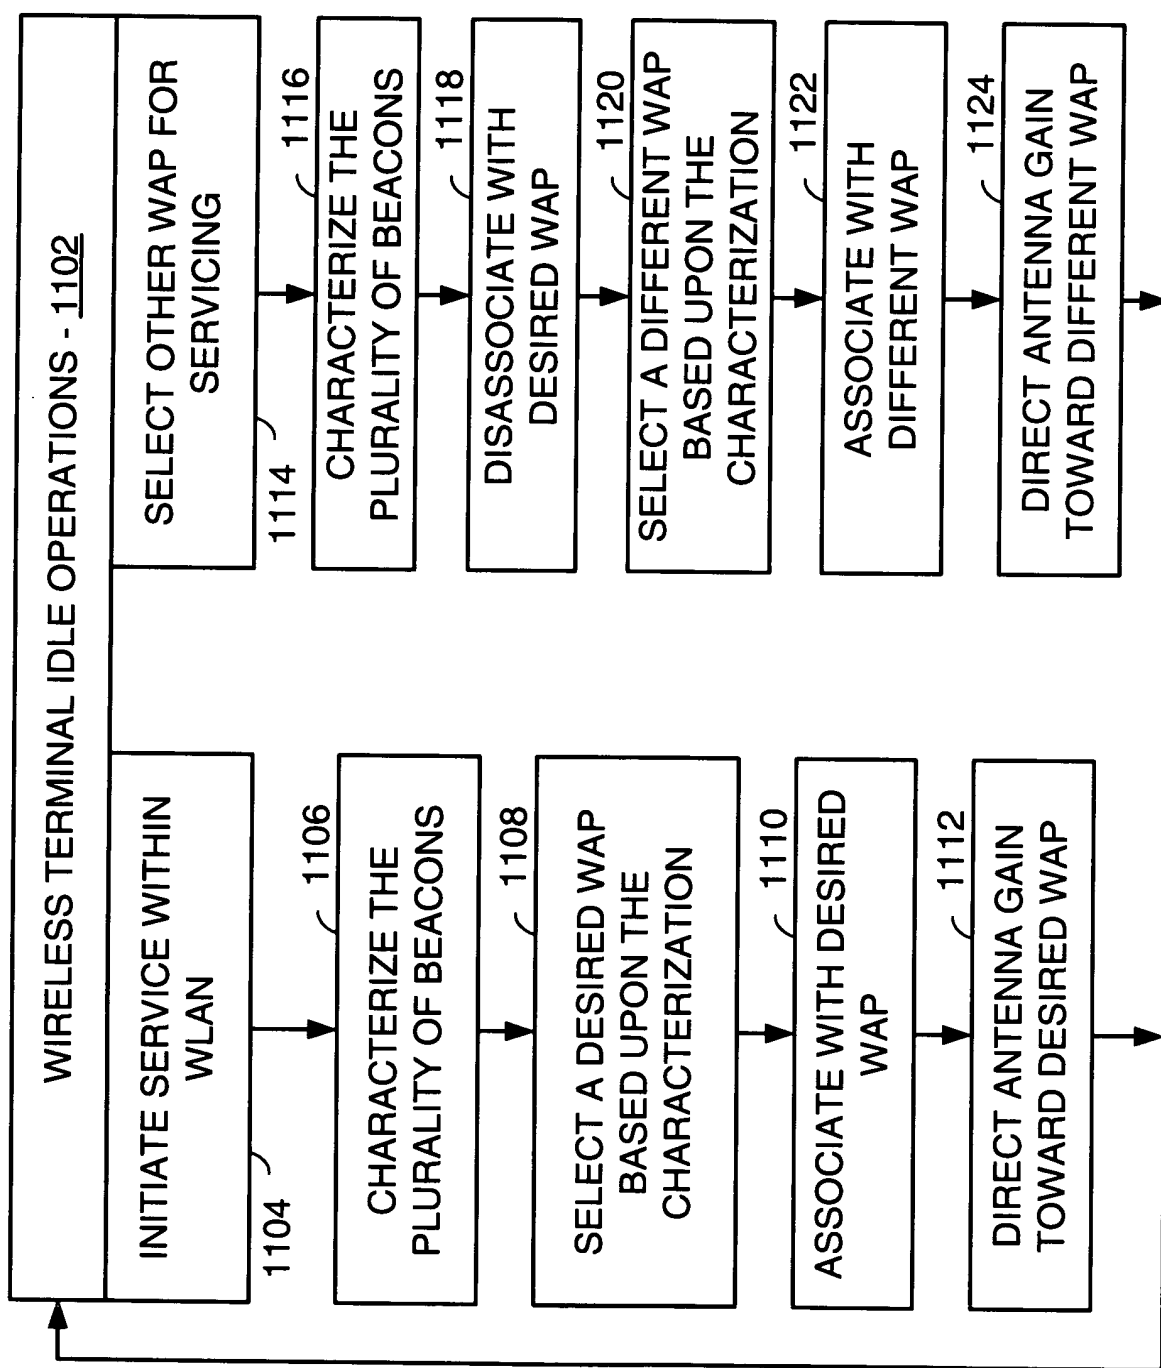 WIRELESS TERMINAL IDLE OPERATIONS - 1102
INITIATE SERVICE WITHIN
WLAN
1104
1106
CHARACTERIZE THE
PLURALITY OF BEACONS
1108
SELECT A DESIRED WAP
BASED UPON THE
CHARACTERIZATION
1110
ASSOCIATE WITH DESIRED
WAP
1112
DIRECT ANTENNA GAIN
TOWARD DESIRED WAP
SELECT OTHER WAP FOR
SERVICING
1114
1116
CHARACTERIZE THE
PLURALITY OF BEACONS
1118
DISASSOCIATE WITH
DESIRED WAP
1120
SELECT A DIFFERENT WAP
BASED UPON THE
CHARACTERIZATION
1122
ASSOCIATE WITH
DIFFERENT WAP
1124
DIRECT ANTENNA GAIN
TOWARD DIFFERENT WAP